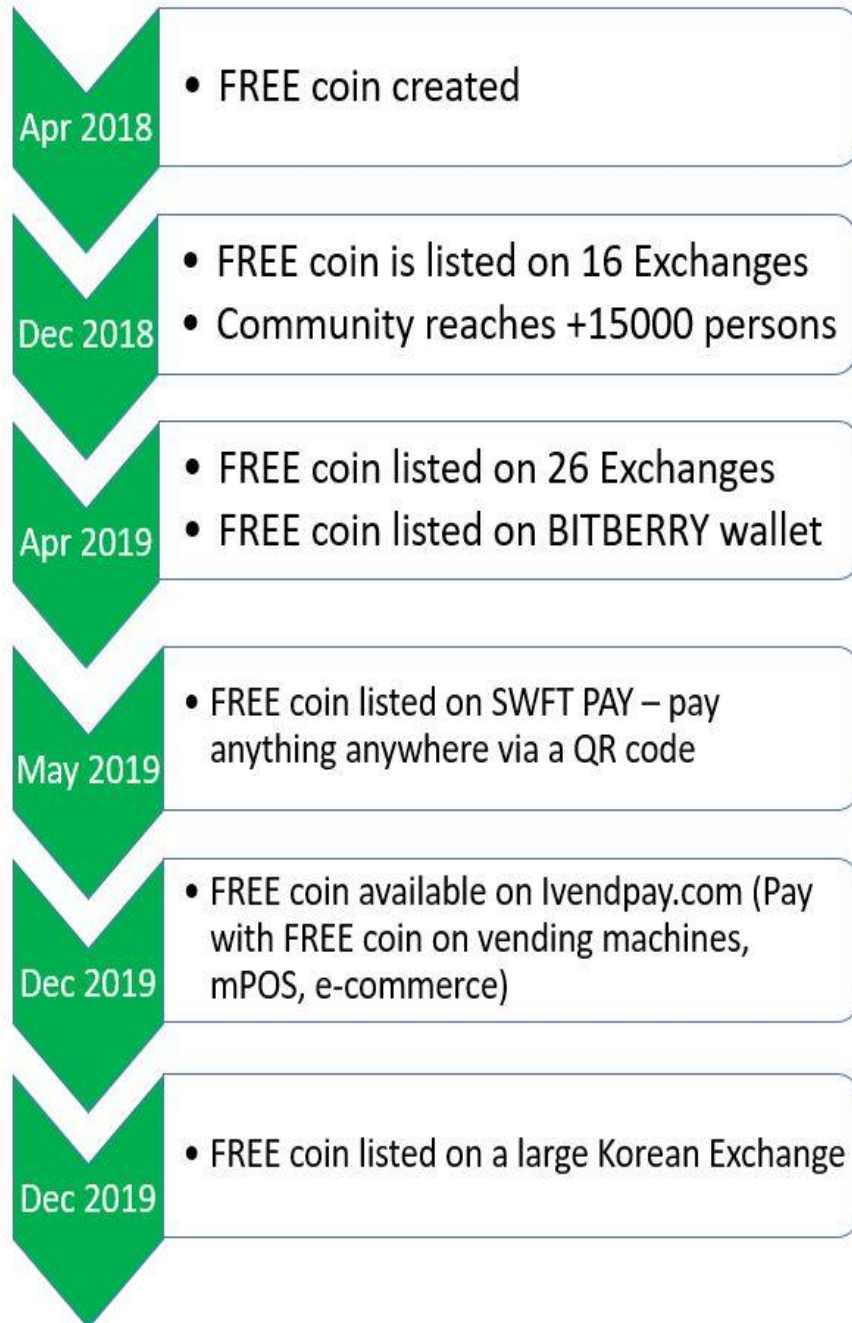 Apr 2018
• FREE coin created
Dec 2018
• FREE coin is listed on 16 Exchanges
• Community reaches +15000 persons
Apr 2019
• FREE coin listed on 26 Exchanges
• FREE coin listed on BITBERRY wallet
May 2019
• FREE coin listed on SWFT PAY – pay
anything anywhere via a QR code
Dec 2019
• FREE coin available on Ivendpay.com (Pay
with FREE coin on vending machines,
mPOS, e-commerce)
Dec 2019
• FREE coin listed on a large Korean Exchange